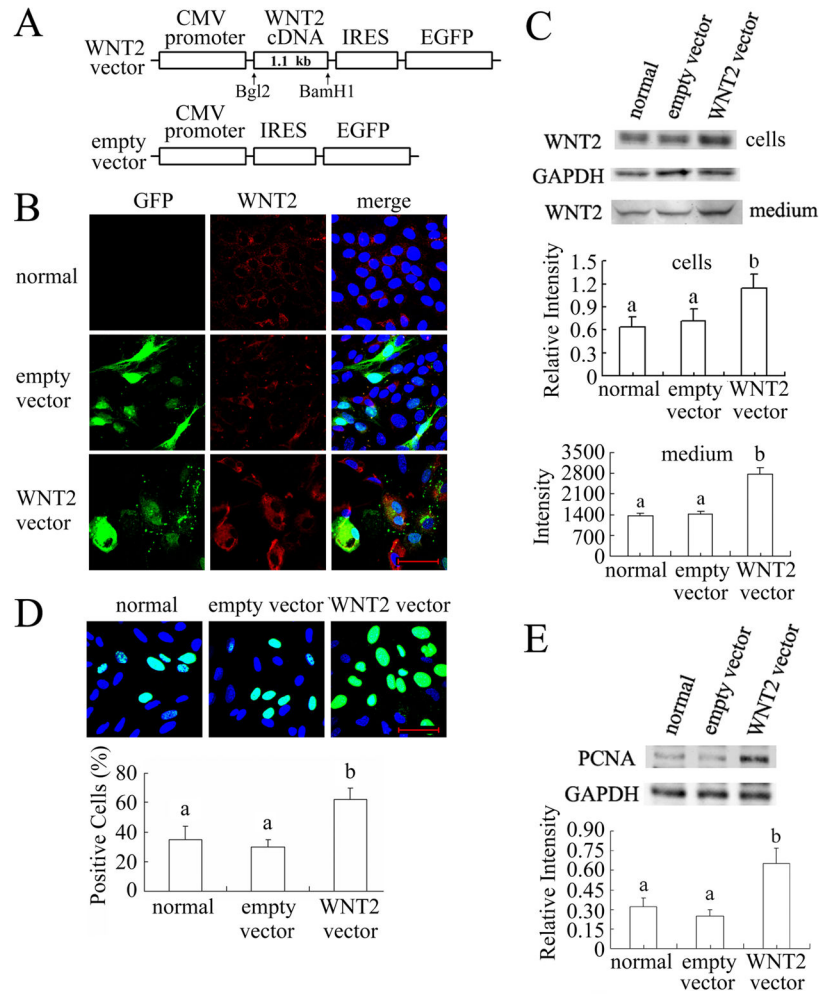 A
CMV
promoter
WNT2
cDNA
IRES
EGFP
WNT2
vector
1.1 kb
Bgl2
BamH1
CMV
promoter
IRES
EGFP
empty
vector
B
GFP
WNT2
merge
normal
empty
vector
WNT2
vector
C
normal
empty vector
WNT2 vector
WNT2
cells
GAPDH
WNT2
medium
cells
Relative Intensity
1.5
1.2
0.9
0.6
0.3
0
a
a
b
normal
empty
vector
WNT2
vector
medium
Intensity
3500
2800
2100
1400
700
0
a
a
b
normal
empty
vector
WNT2
vector
D
normal
empty vector
WNT2 vector
Positive Cells (%)
80
60
40
20
0
a
a
b
normal
empty
vector
WNT2
vector
E
normal
empty vector
WNT2 vector
PCNA
GAPDH
Relative Intensity
0.90
0.75
0.60
0.45
0.30
0.15
0
a
a
b
normal
empty
vector
WNT2
vector